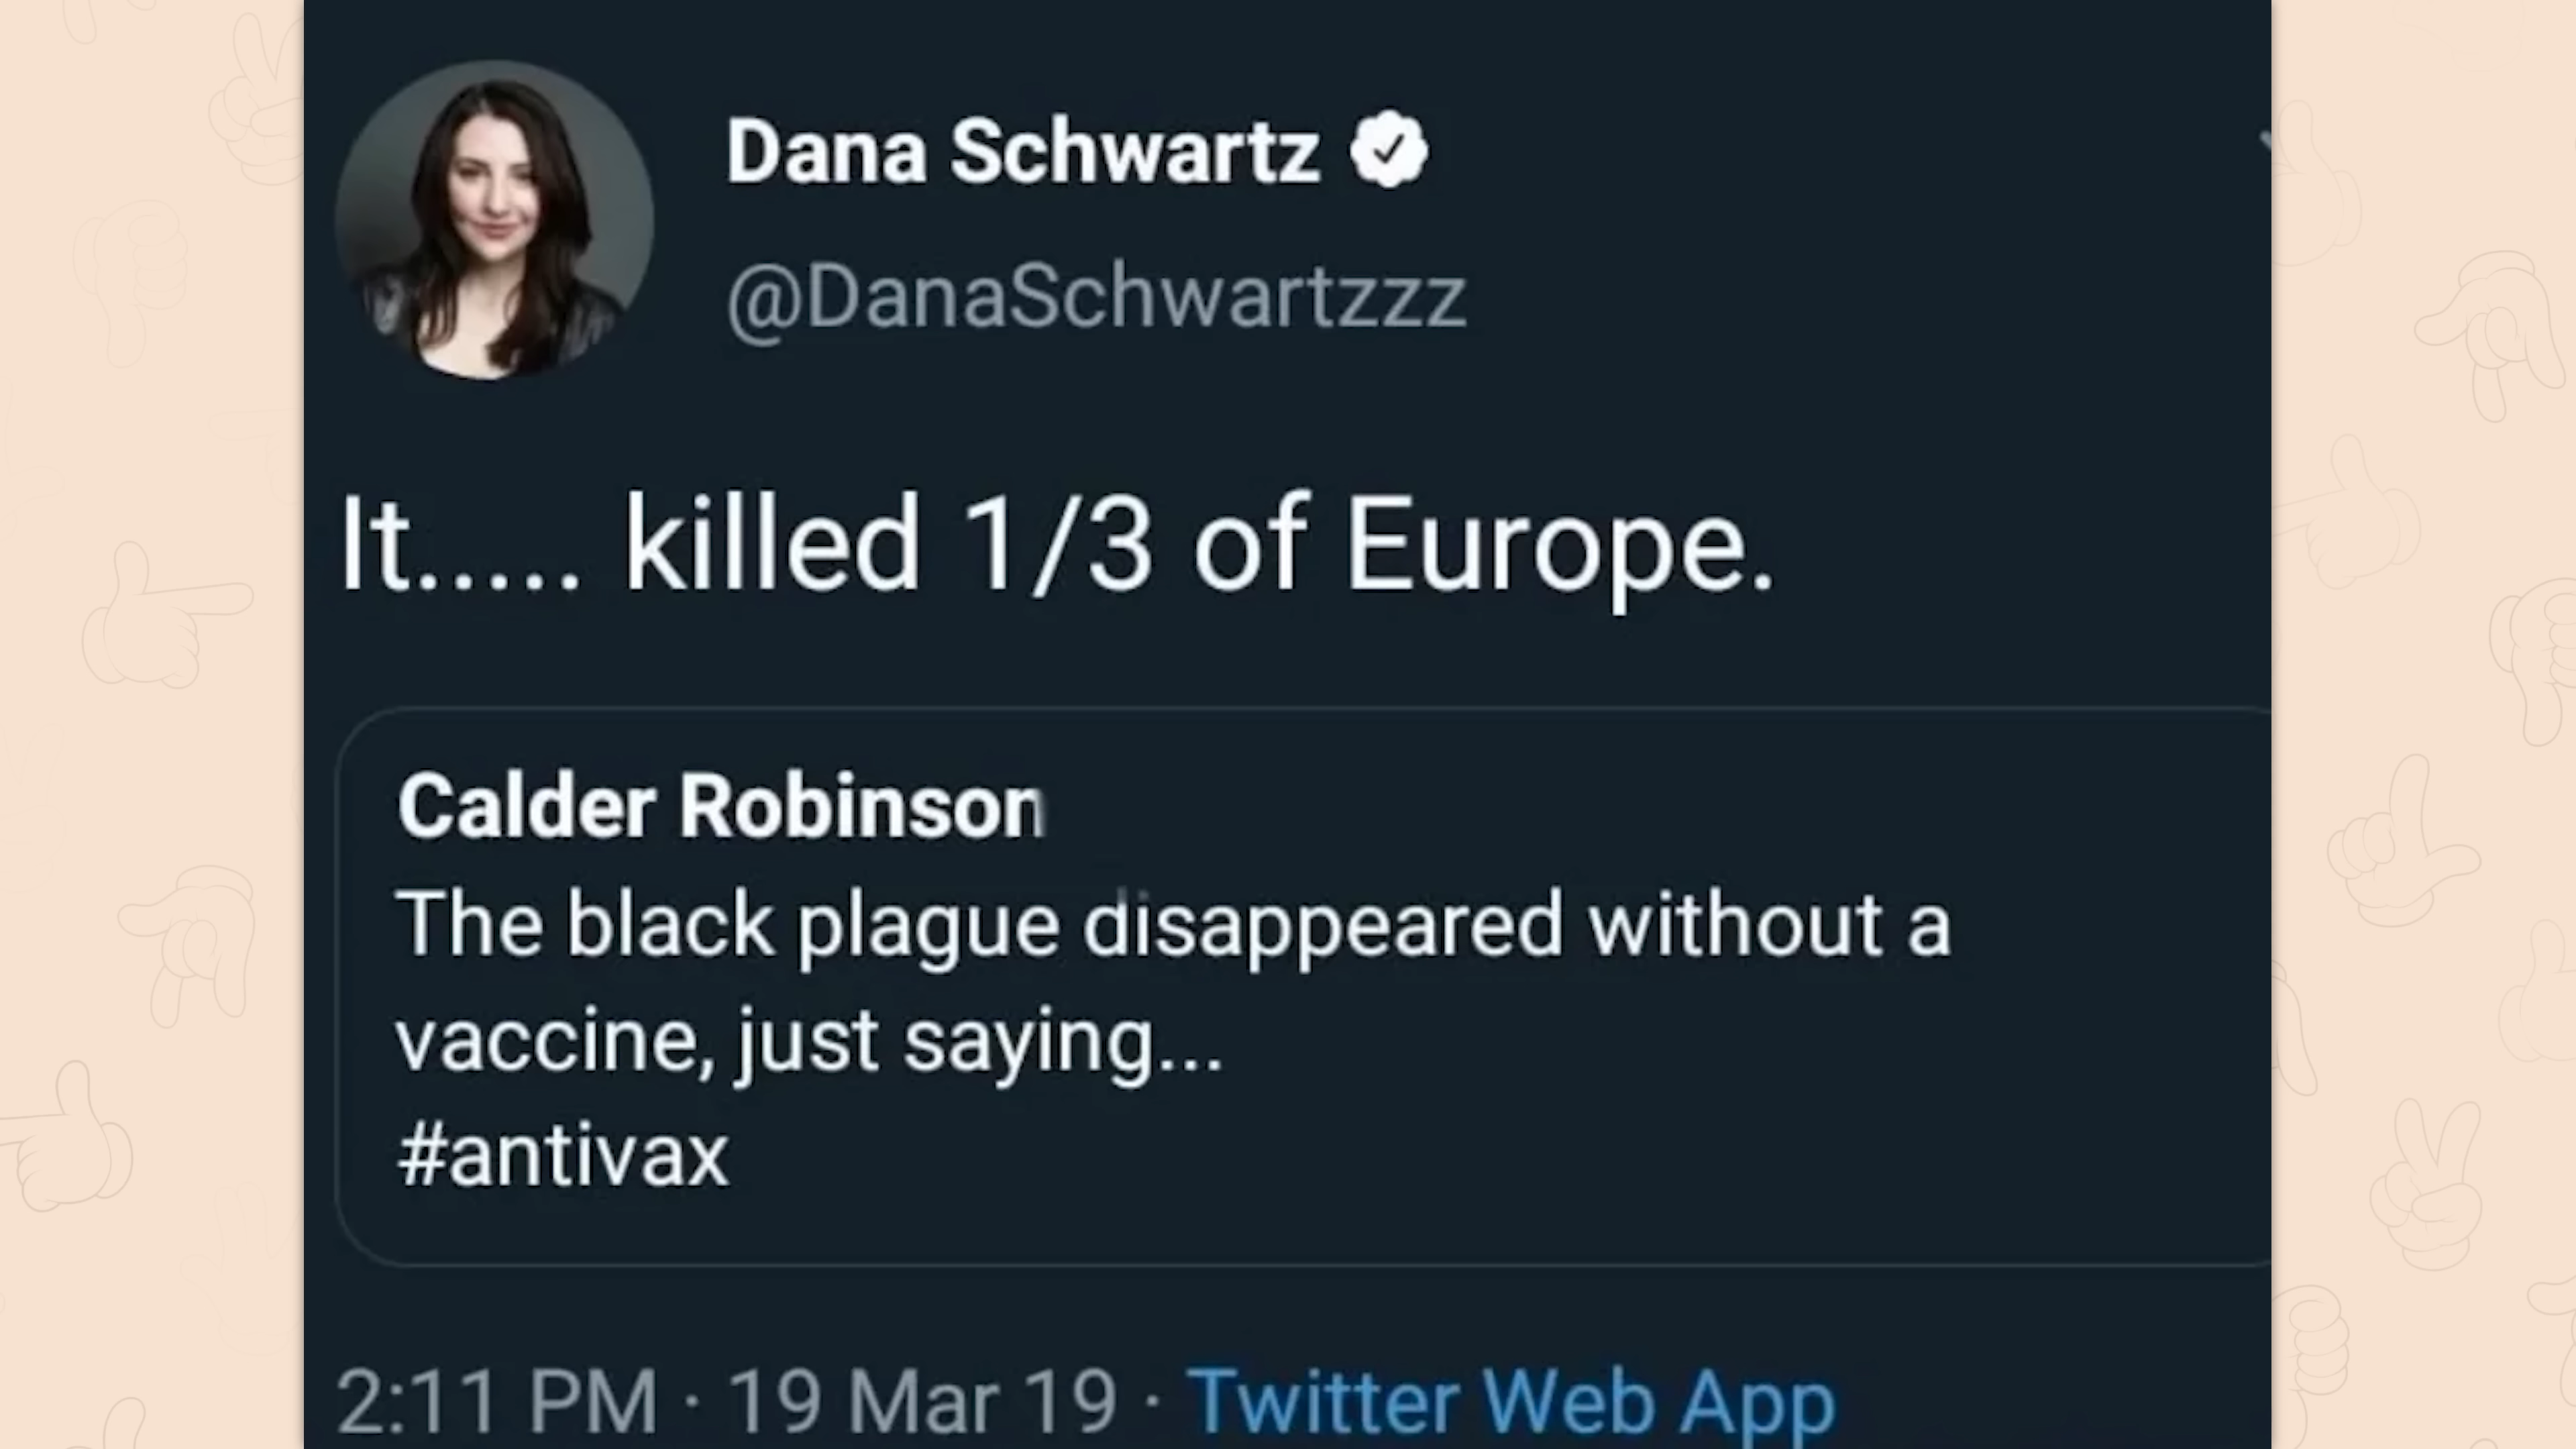 Dana Schwartz
@DanaSchwartzzz
It..... killed 1/3 of Europe.
Calder Robinson
The black plague disappeared without a
vaccine, just saying...
#antivax
2:11 PM · 19 Mar 19 · Twitter Web App